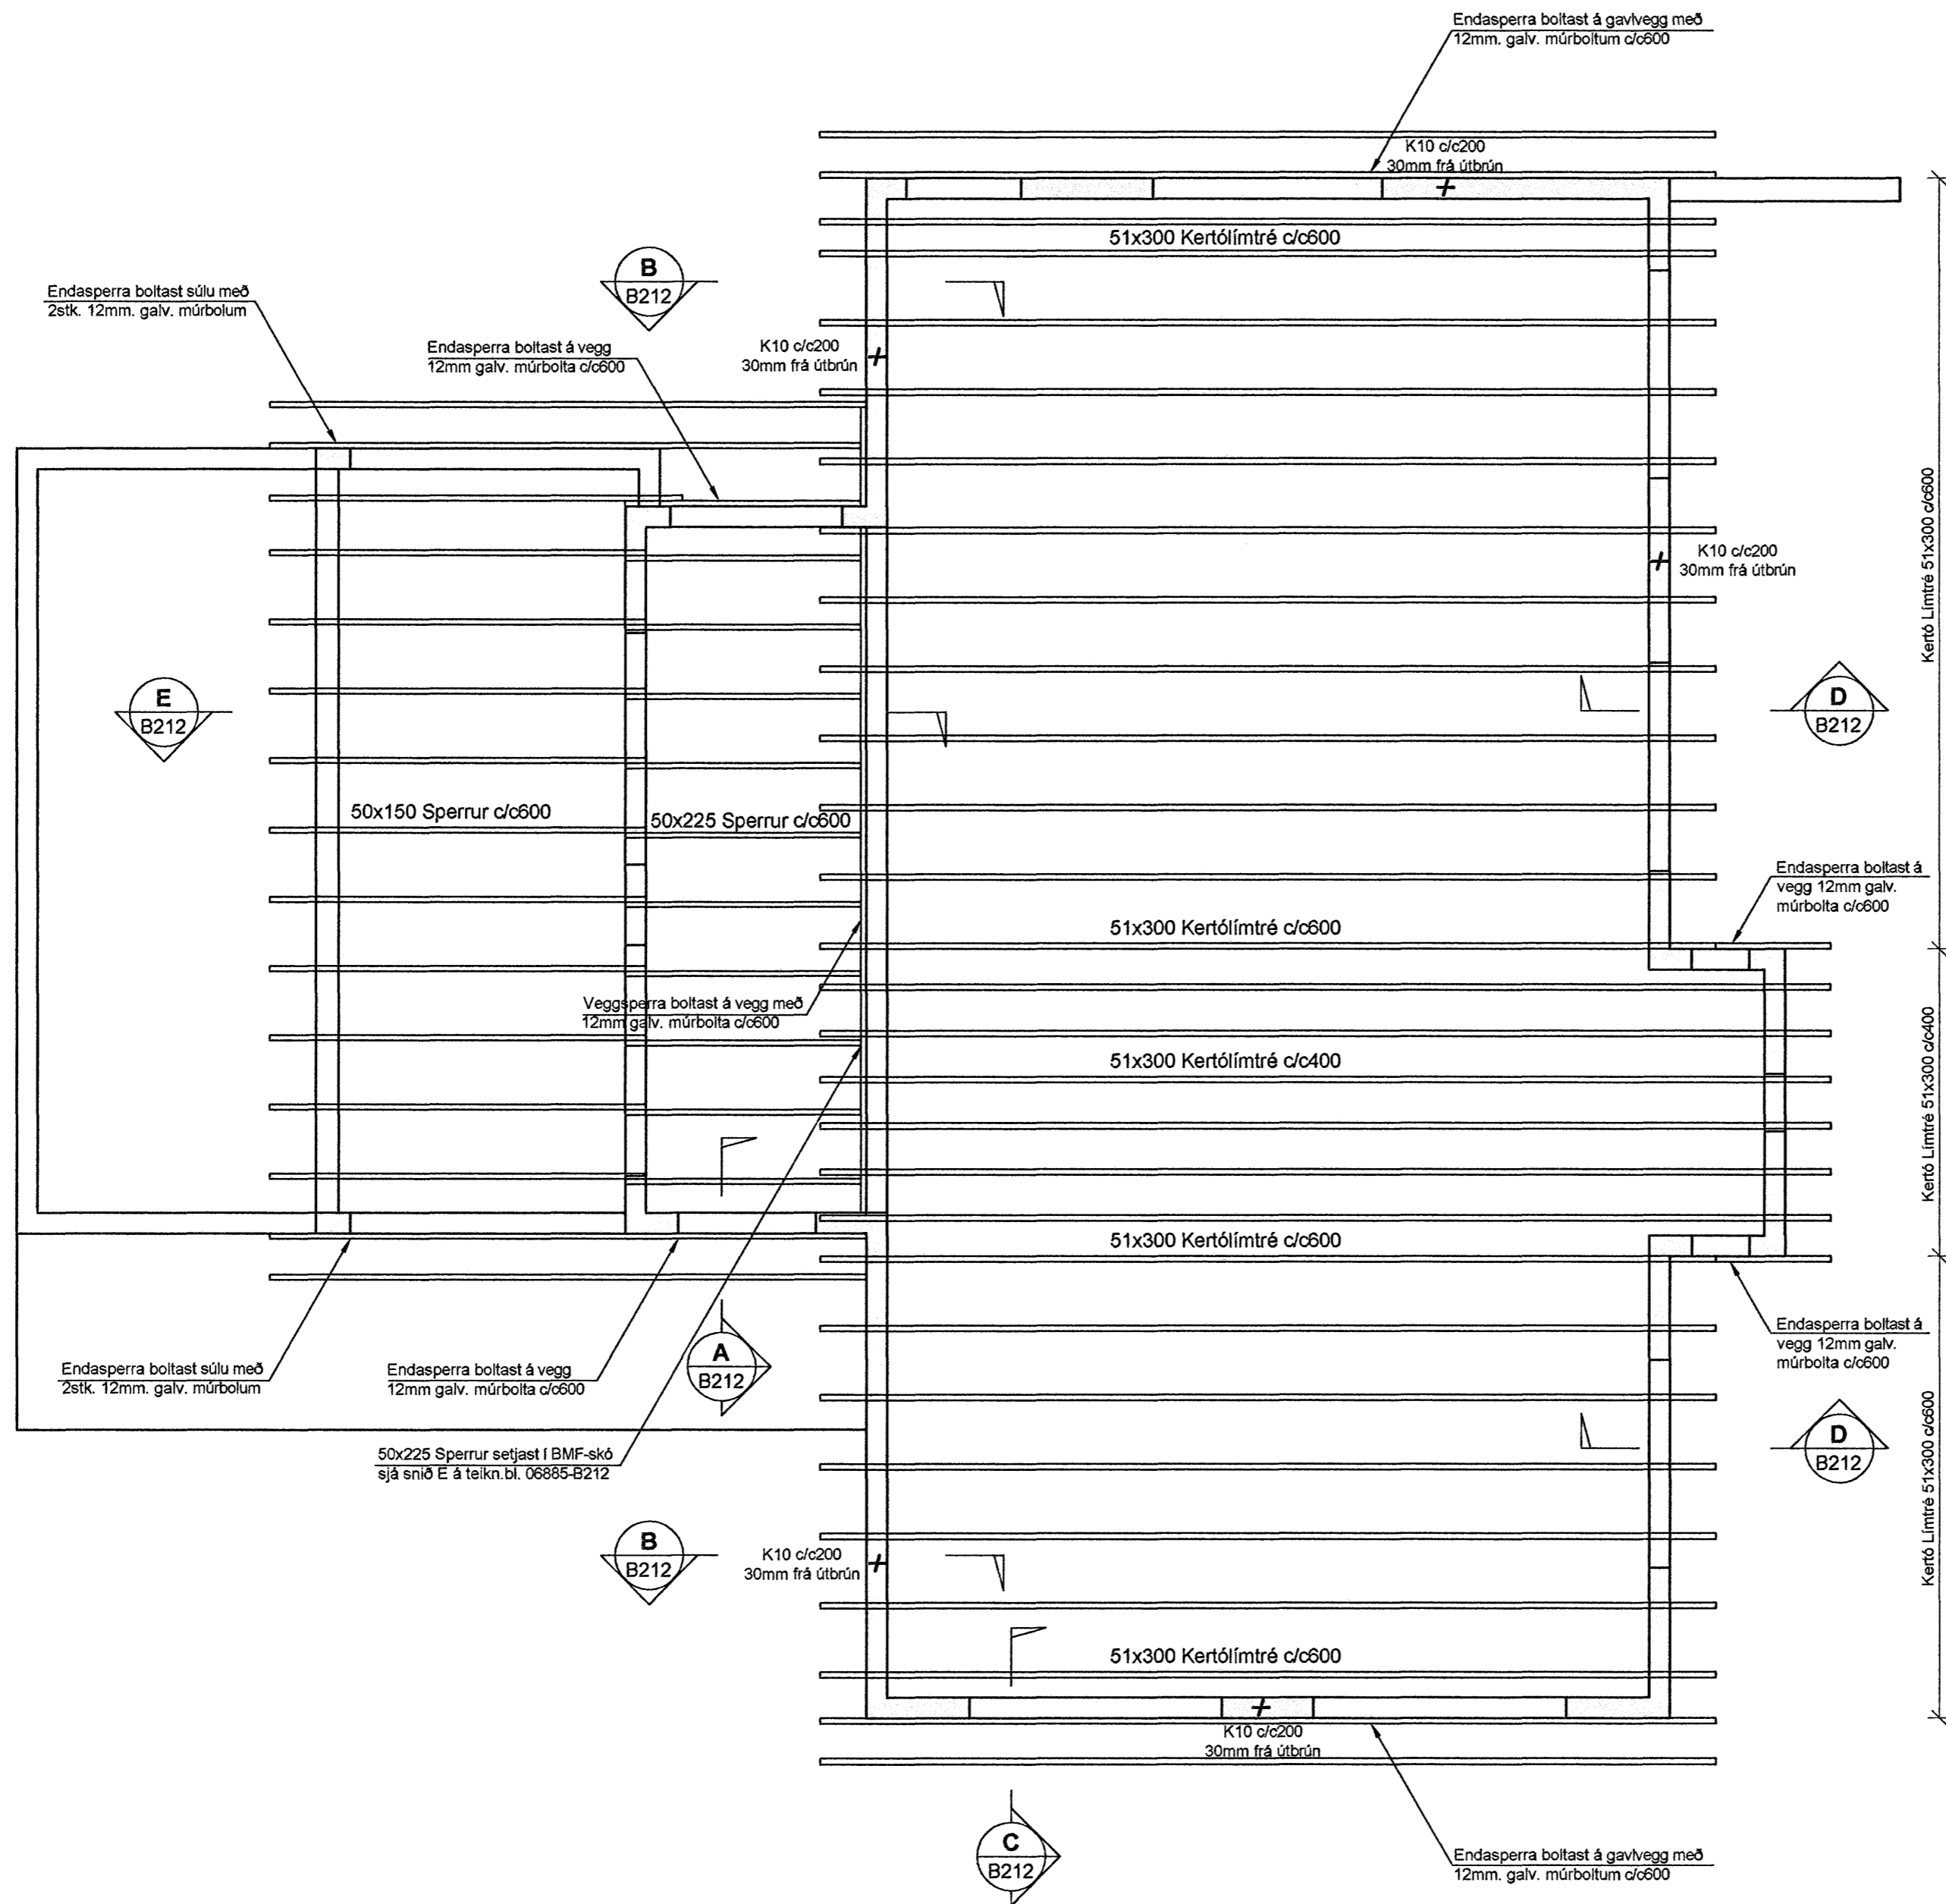 Endasperra boltast á gavlvegg með
12mm. galv. múrboltum c/c600
K10 c/c200
30mm frá útbrún
51x300 Kertólímtré c/c600
B
B212
Endasperra boltast súlu með
2stk. 12mm. galv. múrbolum
Endasperra boltast á vegg
12mm galv. múrbolta c/c600
K10 c/c200
30mm frá útbrún
Kertó Límtré 51x300 c/c600
K10 c/c200
30mm frá útbrún
E
B212
D
B212
50x150 Sperrur c/c600
50x225 Sperrur c/c600
Endasperra boltast á
vegg 12mm galv.
múrbolta c/c600
51x300 Kertólímtré c/c600
Veggsperra boltast á vegg með
12mm galv. múrbolta c/c600
51x300 Kertólímtré c/c400
Kertó Límtré 51x300 c/c400
51x300 Kertólímtré c/c600
Endasperra boltast á
vegg 12mm galv.
múrbolta c/c600
A
B212
Endasperra boltast súlu með
2stk. 12mm. galv. múrbolum
Endasperra boltast á vegg
12mm galv. múrbolta c/c600
D
B212
50x225 Sperrur setjast í BMF-skó
sjá snið E á teikn.bl. 06885-B212
Kertó Límtré 51x300 c/c600
B
B212
K10 c/c200
30mm frá útbrún
51x300 Kertólímtré c/c600
K10 c/c200
30mm frá útbrún
C
B212
Endasperra boltast á gavlvegg með
12mm. galv. múrboltum c/c600